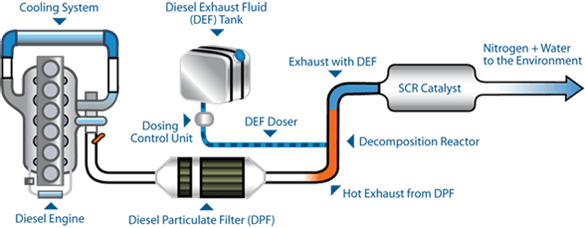 Cooling System
Diesel Exhaust Fluid
(DEF) Tank
Exhaust with DEF
Nitrogen + Water
to the Environment
SCR Catalyst
Dosing
Control Unit
DEF Doser
Decomposition Reactor
Hot Exhaust from DPF
Diesel Engine
Diesel Particulate Filter (DPF)